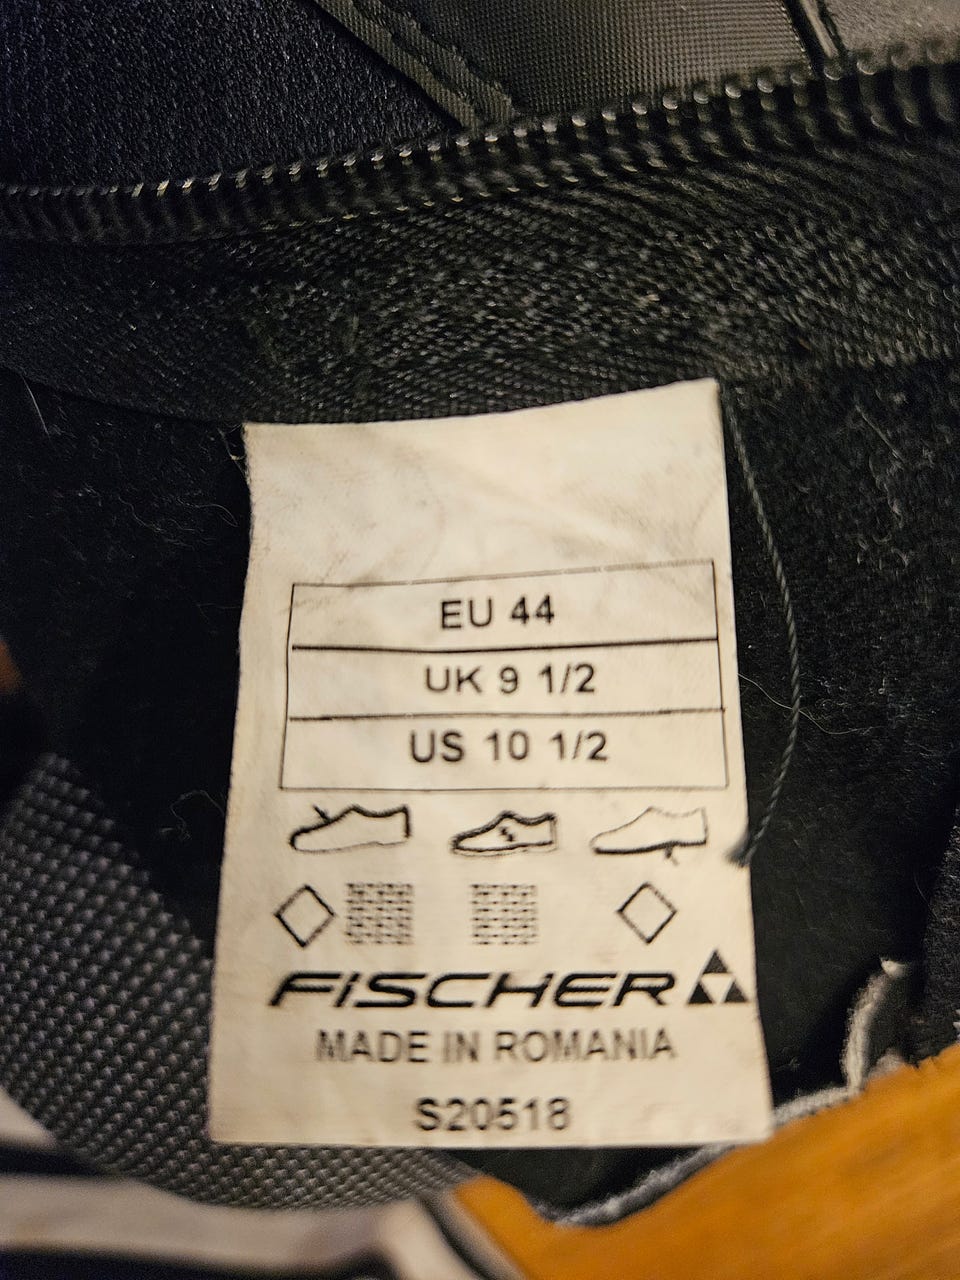 EU 44
UK 9 1/2
US 10 1/2
FISCHER
MADE IN ROMANIA
S20518